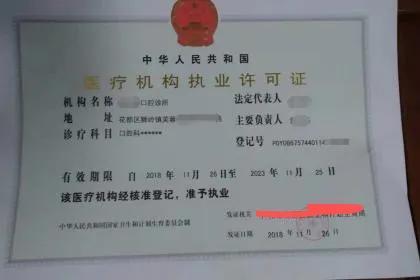 中华人民共和国
医疗机构执业许可证
机构名称 口腔诊所 法定代表人
地址 花都区狮岭镇芙蓉 主要负责人
诊疗科目 口腔科****** 登记号 PDY086757440114
有效期限 自 2018 年 11 月 26 日至 2023 年 11 月 25 日
该医疗机构经核准登记，准予执业
中华人民共和国国家卫生和计划生育委员会制 发证机关
发证日期 2018 年 11 月 26 日